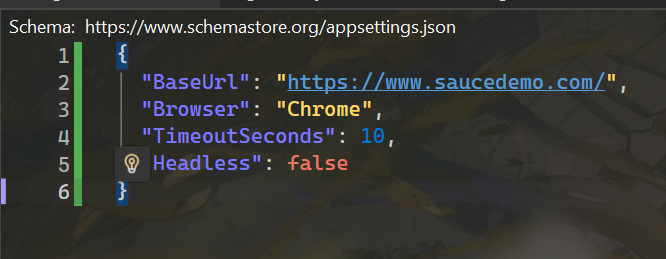 Schema: https://www.schemastore.org/appsettings.json
1 {
2 "BaseUrl": "https://www.saucedemo.com/",
3 "Browser": "Chrome",
4 "TimeoutSeconds": 10,
5 Headless": false
6 }